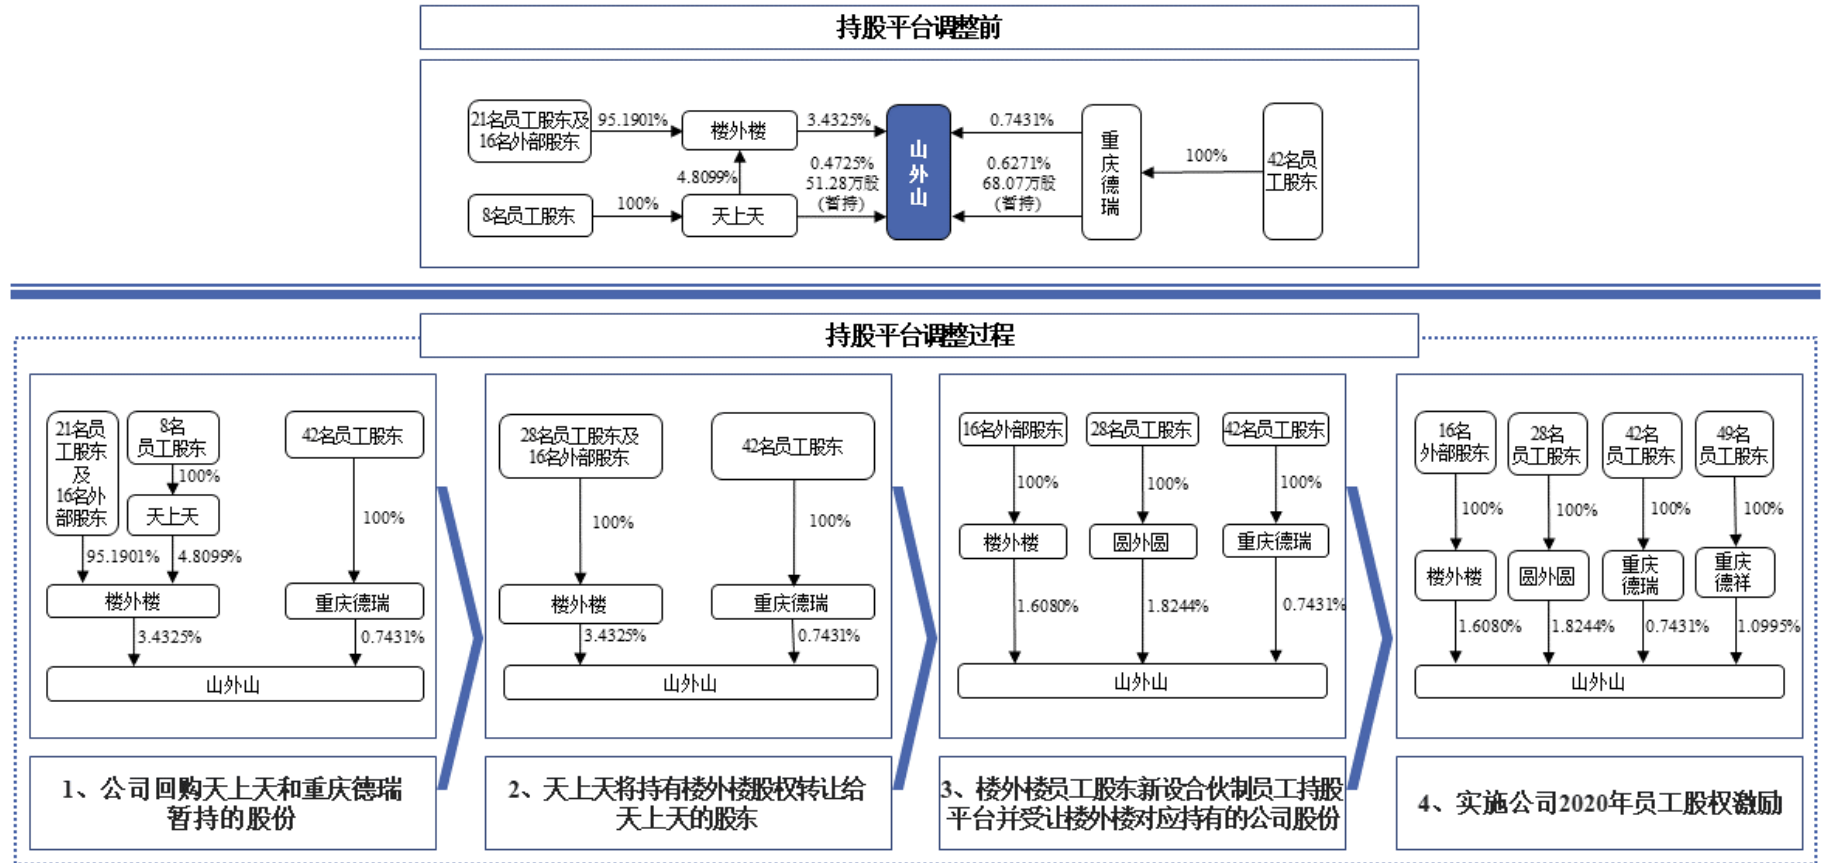 持股平台调整前
21名员工股东及
16名外部股东
95.1901%
楼外楼
3.4325%
山
外
山
0.7431%
重
庆
德
瑞
100%
42名员
工股东
4.8099%
0.4725%
51.28万股
(暂持)
0.6271%
68.07万股
(暂持)
8名员工股东
100%
天上天
持股平台调整过程
21名员
工股东
及
16名外
部股东
8名
员工股东
100%
天上天
95.1901%
4.8099%
楼外楼
3.4325%
42名员工股东
100%
重庆德瑞
0.7431%
山外山
1、公司回购天上天和重庆德瑞
暂持的股份
28名员工股东及
16名外部股东
100%
楼外楼
3.4325%
42名员工股东
100%
重庆德瑞
0.7431%
山外山
2、天上天将持有楼外楼股权转让给
天上天的股东
16名外部股东
100%
楼外楼
1.6080%
28名员工股东
100%
圆外圆
1.8244%
42名员工股东
100%
重庆德瑞
0.7431%
山外山
3、楼外楼员工股东新设合伙制员工持股
平台并受让楼外楼对应持有的公司股份
16名
外部股东
100%
楼外楼
1.6080%
28名
员工股东
100%
圆外圆
1.8244%
42名
员工股东
100%
重庆
德瑞
0.7431%
49名
员工股东
100%
重庆
德祥
1.0995%
山外山
4、实施公司2020年员工股权激励